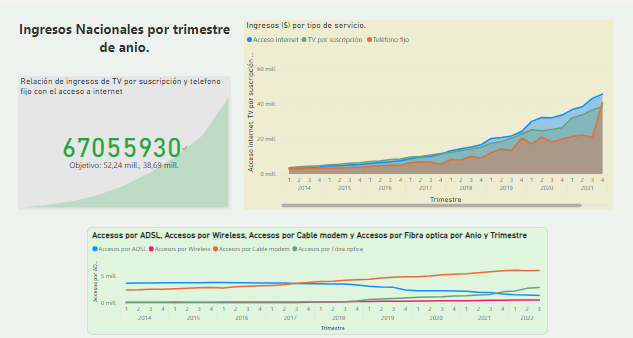 Ingresos Nacionales por trimestre
de anio.
Relación de ingresos de TV por suscripción y telefono
fijo con el acceso a internet
67055930
Objetivo: 52,24 mill., 38,69 mill.
Ingresos ($) por tipo de servicio.
Acceso internet TV por suscripción Teléfono fijo
Acceso internet, TV por suscripción ...
60 mill.
40 mill.
20 mill.
0 mill.
1 2 3 4 1 2 3 4 1 2 3 4 1 2 3 4 1 2 3 4 1 2 3 4 1 2 3 4 1 2 3 4
2014 2015 2016 2017 2018 2019 2020 2021
Trimestre
Accesos por ADSL, Accesos por Wireless, Accesos por Cable modem y Accesos por Fibra optica por Anio y Trimestre
Accesos por ADSL Accesos por Wireless Accesos por Cable modem Accesos por Fibra optica
Accesos por AD...
5 mill.
0 mill.
1 2 3 4 1 2 3 4 1 2 3 4 1 2 3 4 1 2 3 4 1 2 3 4 1 2 3 4 1 2 3 4 1 2 3
2014 2015 2016 2017 2018 2019 2020 2021 2022
Trimestre